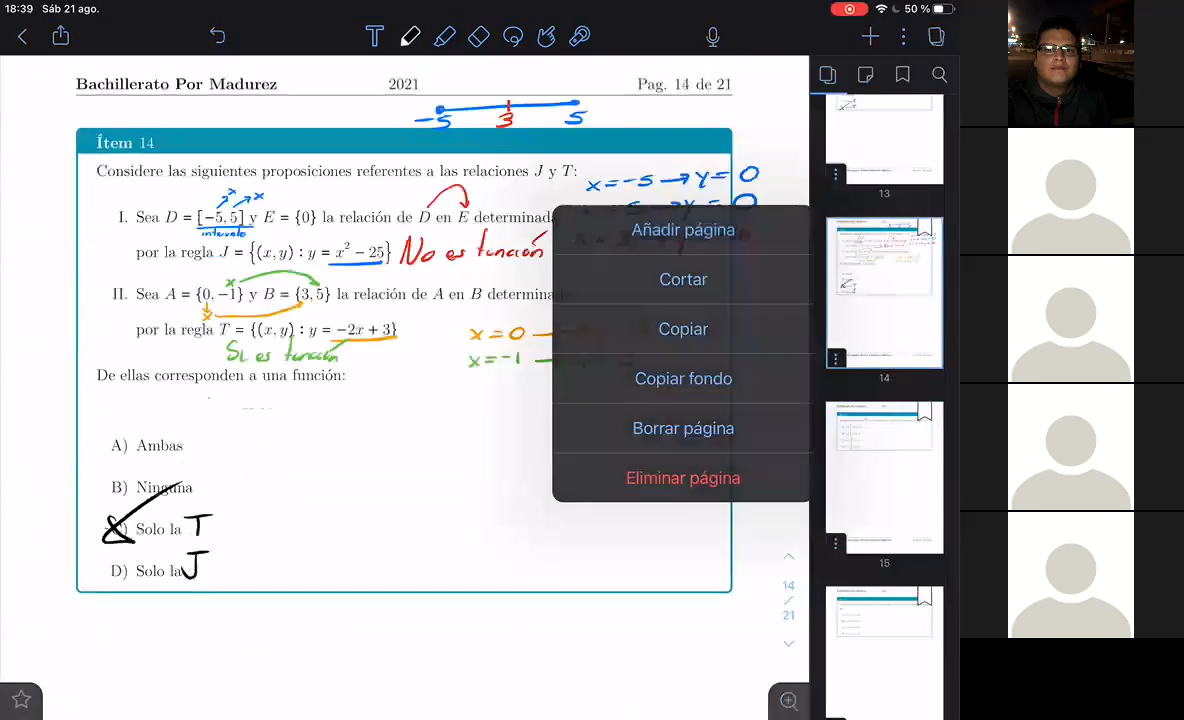 18:39 Sáb 21 ago.
50 %
Bachillerato Por Madurez 2021 Pag. 14 de 21
-5 3 5
Ítem 14
Considere las siguientes proposiciones referentes a las relaciones J y T:
x=-5 → y= 0
x x
I. Sea D = [−5, 5] y E = {0} la relación de D en E determinada
intervalo
por la regla J = {(x, y) : y = x² − 25} No es función
x
II. Sea A = {0, −1} y B = {3, 5} la relación de A en B determina
x
por la regla T = {(x, y) : y = −2x + 3}
x = 0
Si es función
x = -1
De ellas corresponden a una función:
A) Ambas
B) Ninguna
Solo la T
D) Solo la J
Añadir página
Cortar
Copiar
Copiar fondo
Borrar página
Eliminar página
13
14
15
14
/
21